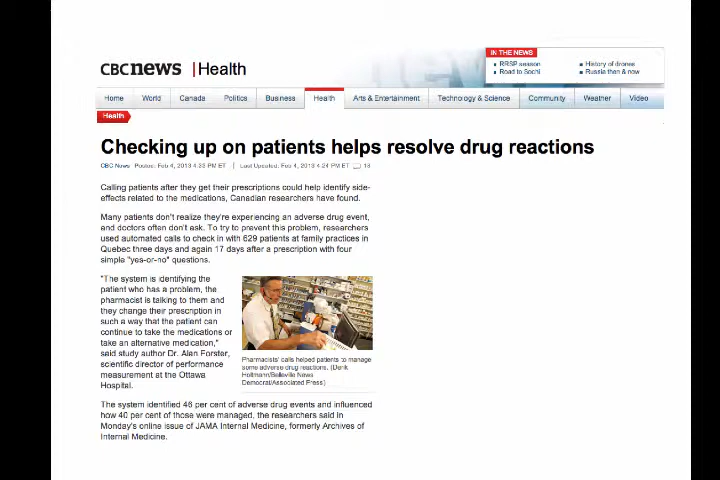 CBCnews | Health
IN THE NEWS
RRSP season
Road to Sochi
History of drones
Russia then & now
Home World Canada Politics Business Health Arts & Entertainment Technology & Science Community Weather Video
Health
Checking up on patients helps resolve drug reactions
CBC News Posted: Feb 4, 2013 4:33 PM ET | Last Updated: Feb 4, 2013 4:24 PM ET 18
Calling patients after they get their prescriptions could help identify side-
effects related to the medications, Canadian researchers have found.
Many patients don't realize they're experiencing an adverse drug event,
and doctors often don't ask. To try to prevent this problem, researchers
used automated calls to check in with 629 patients at family practices in
Quebec three days and again 17 days after a prescription with four
simple "yes-or-no" questions.
"The system is identifying the
patient who has a problem, the
pharmacist is talking to them and
they change their prescription in
such a way that the patient can
continue to take the medications or
take an alternative medication,"
said study author Dr. Alan Forster,
scientific director of performance
measurement at the Ottawa
Hospital.
Pharmacists' calls helped patients to manage
some adverse drug reactions. (Derik
Holtmann/Belleville News
Democrat/Associated Press)
The system identified 46 per cent of adverse drug events and influenced
how 40 per cent of those were managed, the researchers said in
Monday's online issue of JAMA Internal Medicine, formerly Archives of
Internal Medicine.